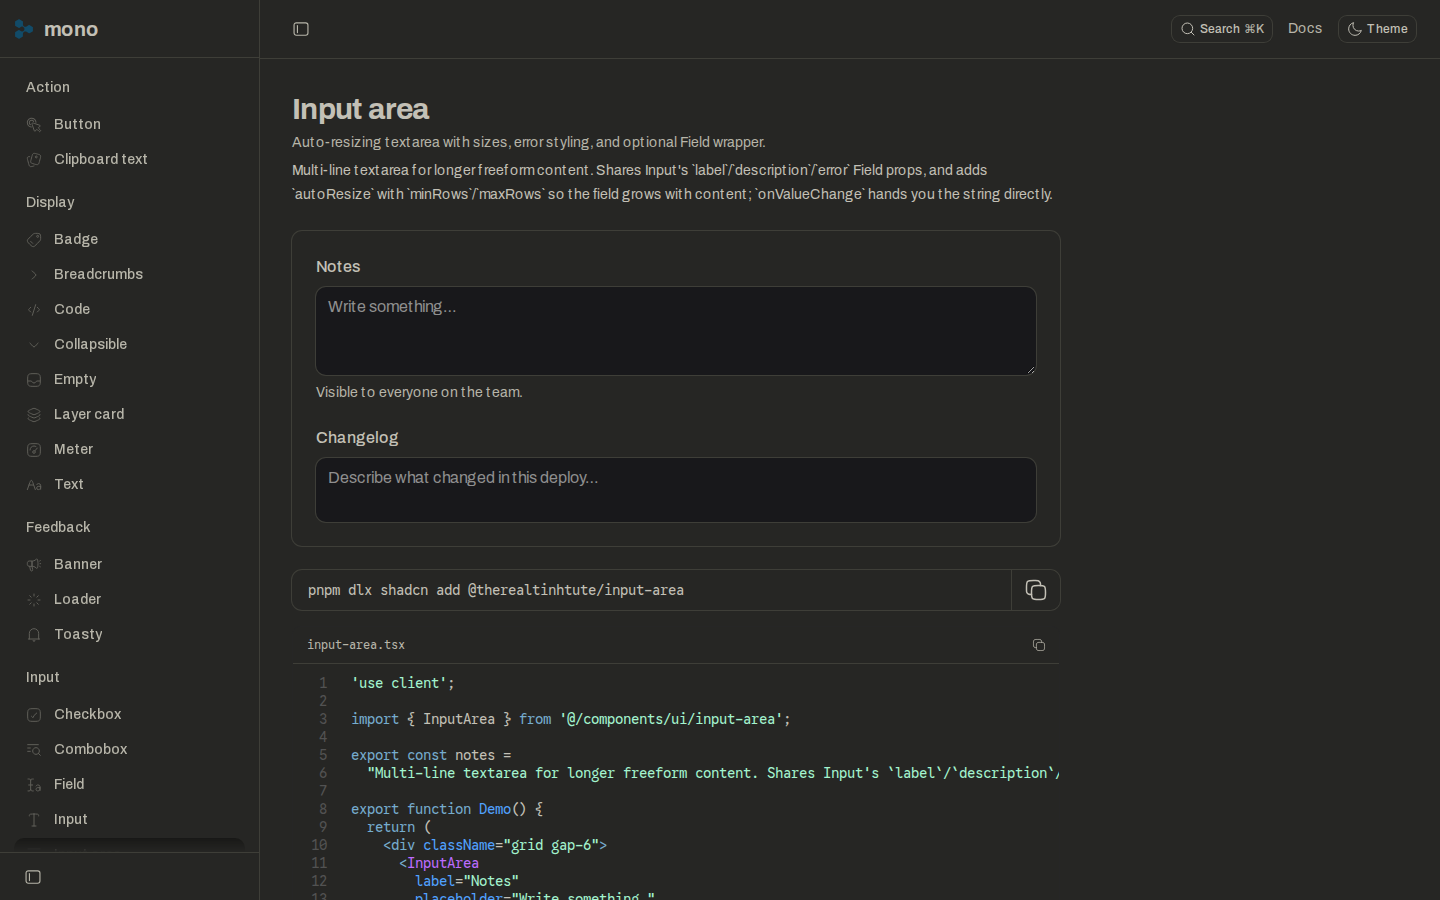 mono
Search ⌘K
Docs
Theme
Action
Button
Clipboard text
Display
Badge
Breadcrumbs
Code
Collapsible
Empty
Layer card
Meter
Text
Feedback
Banner
Loader
Toasty
Input
Checkbox
Combobox
Field
Input
Input area
Auto-resizing textarea with sizes, error styling, and optional Field wrapper.
Multi-line textarea for longer freeform content. Shares Input's `label`/`description`/`error` Field props, and adds
`autoResize` with `minRows`/`maxRows` so the field grows with content; `onValueChange` hands you the string directly.
Notes
Write something...
Visible to everyone on the team.
Changelog
Describe what changed in this deploy...
pnpm dlx shadcn add @therealtinhtute/input-area
input-area.tsx
1 'use client';
2
3 import { InputArea } from '@/components/ui/input-area';
4
5 export const notes =
6 "Multi-line textarea for longer freeform content. Shares Input's `label`/`description`/
7
8 export function Demo() {
9 return (
10 <div className="grid gap-6">
11 <InputArea
12 label="Notes"
13 placeholder="Write something…"